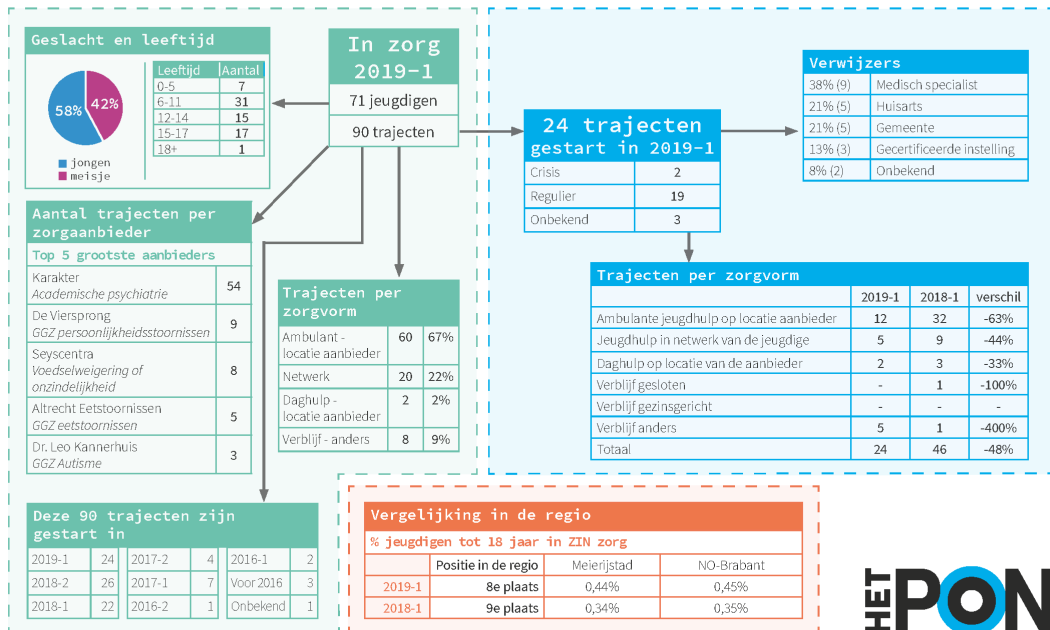 Geslacht en leeftijd
58%
42%
jongen
meisje
Leeftijd Aantal
0-5 7
6-11 31
12-14 15
15-17 17
18+ 1
In zorg
2019-1
71 jeugdigen
90 trajecten
Aantal trajecten per
zorgaanbieder
Top 5 grootste aanbieders
Karakter
Academische psychiatrie 54
De Viersprong
GGZ persoonlijkheidsstoornissen 9
Seyscentra
Voedselweigering of
onzindelijkheid 8
Altrecht Eetstoornissen
GGZ eetstoornissen 5
Dr. Leo Kannerhuis
GGZ Autisme 3
Trajecten per
zorgvorm
Ambulant -
locatie aanbieder 60 67%
Netwerk 20 22%
Daghulp -
locatie aanbieder 2 2%
Verblijf - anders 8 9%
Deze 90 trajecten zijn
gestart in
2019-1 24 2017-2 4 2016-1 2
2018-2 26 2017-1 7 Voor 2016 3
2018-1 22 2016-2 1 Onbekend 1
24 trajecten
gestart in 2019-1
Crisis 2
Regulier 19
Onbekend 3
Verwijzers
38% (9) Medisch specialist
21% (5) Huisarts
21% (5) Gemeente
13% (3) Gecertificeerde instelling
8% (2) Onbekend
Trajecten per zorgvorm
2019-1 2018-1 verschil
Ambulante jeugdhulp op locatie aanbieder 12 32 -63%
Jeugdhulp in netwerk van de jeugdige 5 9 -44%
Daghulp op locatie van de aanbieder 2 3 -33%
Verblijf gesloten - 1 -100%
Verblijf gezinsgericht - - -
Verblijf anders 5 1 -400%
Totaal 24 46 -48%
Vergelijking in de regio
% jeugdigen tot 18 jaar in ZIN zorg
Positie in de regio Meierijstad NO-Brabant
2019-1 8e plaats 0,44% 0,45%
2018-1 9e plaats 0,34% 0,35%
HET PON